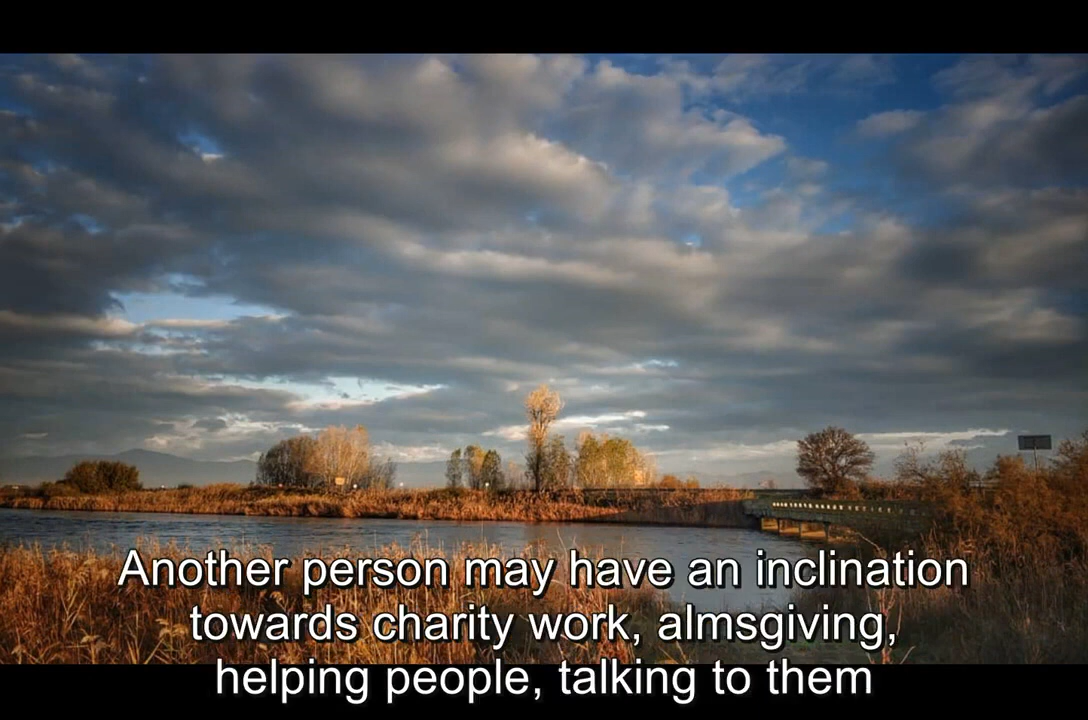 Another person may have an inclination
towards charity work, almsgiving,
helping people, talking to them